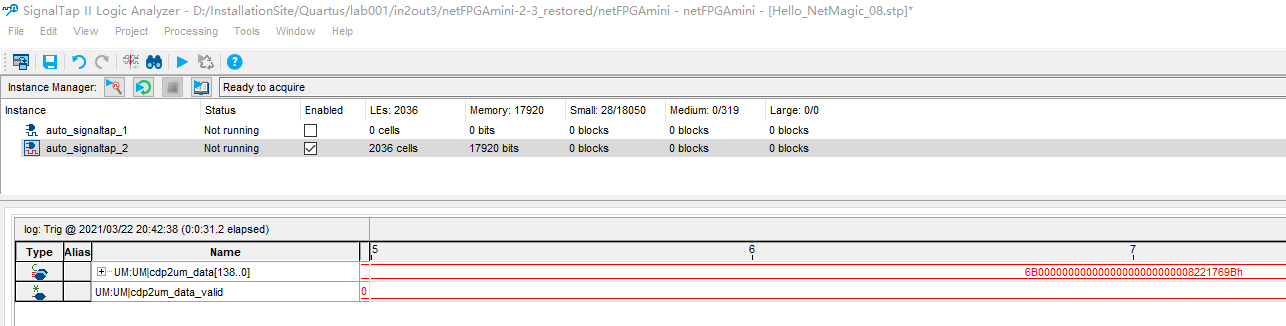 SignalTap II Logic Analyzer - D:/InstallationSite/Quartus/lab001/in2out3/netFPGAmini-2-3_restored/netFPGAmini - netFPGAmini - [Hello_NetMagic_08.stp]*
File Edit View Project Processing Tools Window Help
Instance Manager: Ready to acquire
Instance Status Enabled LEs: 2036 Memory: 17920 Small: 28/18050 Medium: 0/319 Large: 0/0
auto_signaltap_1 Not running 0 cells 0 bits 0 blocks 0 blocks 0 blocks
auto_signaltap_2 Not running 2036 cells 17920 bits 0 blocks 0 blocks 0 blocks
log: Trig @ 2021/03/22 20:42:38 (0:0:31.2 elapsed)
Type Alias Name 5 6 7
UM:UM|cdp2um_data[138..0] 6B00000000000000000000000008221769Bh
UM:UM|cdp2um_data_valid 0